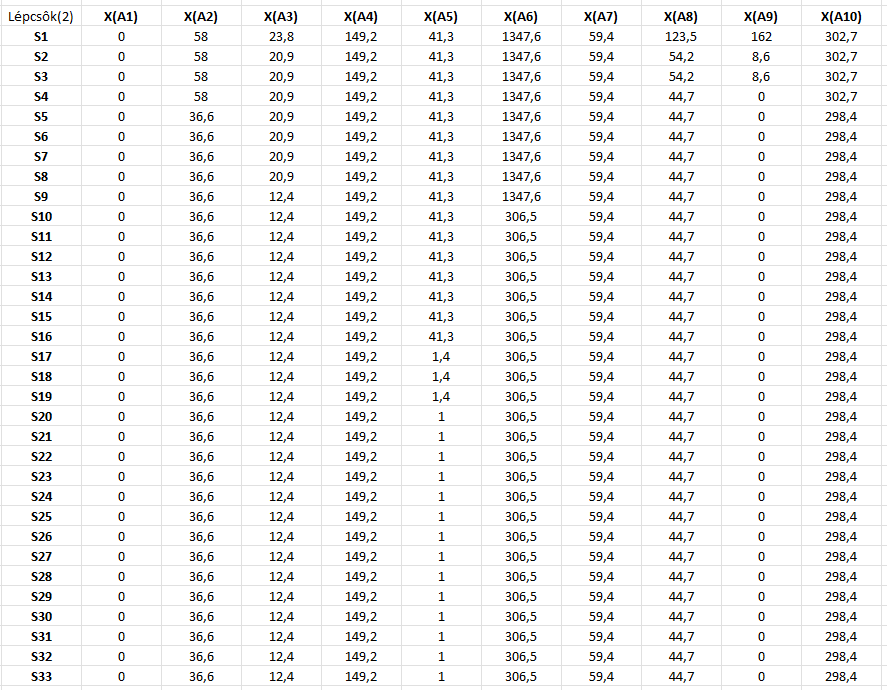 Lépcsôk(2) X(A1) X(A2) X(A3) X(A4) X(A5) X(A6) X(A7) X(A8) X(A9) X(A10)
S1 0 58 23,8 149,2 41,3 1347,6 59,4 123,5 162 302,7
S2 0 58 20,9 149,2 41,3 1347,6 59,4 54,2 8,6 302,7
S3 0 58 20,9 149,2 41,3 1347,6 59,4 54,2 8,6 302,7
S4 0 58 20,9 149,2 41,3 1347,6 59,4 44,7 0 302,7
S5 0 36,6 20,9 149,2 41,3 1347,6 59,4 44,7 0 298,4
S6 0 36,6 20,9 149,2 41,3 1347,6 59,4 44,7 0 298,4
S7 0 36,6 20,9 149,2 41,3 1347,6 59,4 44,7 0 298,4
S8 0 36,6 20,9 149,2 41,3 1347,6 59,4 44,7 0 298,4
S9 0 36,6 12,4 149,2 41,3 1347,6 59,4 44,7 0 298,4
S10 0 36,6 12,4 149,2 41,3 306,5 59,4 44,7 0 298,4
S11 0 36,6 12,4 149,2 41,3 306,5 59,4 44,7 0 298,4
S12 0 36,6 12,4 149,2 41,3 306,5 59,4 44,7 0 298,4
S13 0 36,6 12,4 149,2 41,3 306,5 59,4 44,7 0 298,4
S14 0 36,6 12,4 149,2 41,3 306,5 59,4 44,7 0 298,4
S15 0 36,6 12,4 149,2 41,3 306,5 59,4 44,7 0 298,4
S16 0 36,6 12,4 149,2 41,3 306,5 59,4 44,7 0 298,4
S17 0 36,6 12,4 149,2 1,4 306,5 59,4 44,7 0 298,4
S18 0 36,6 12,4 149,2 1,4 306,5 59,4 44,7 0 298,4
S19 0 36,6 12,4 149,2 1,4 306,5 59,4 44,7 0 298,4
S20 0 36,6 12,4 149,2 1 306,5 59,4 44,7 0 298,4
S21 0 36,6 12,4 149,2 1 306,5 59,4 44,7 0 298,4
S22 0 36,6 12,4 149,2 1 306,5 59,4 44,7 0 298,4
S23 0 36,6 12,4 149,2 1 306,5 59,4 44,7 0 298,4
S24 0 36,6 12,4 149,2 1 306,5 59,4 44,7 0 298,4
S25 0 36,6 12,4 149,2 1 306,5 59,4 44,7 0 298,4
S26 0 36,6 12,4 149,2 1 306,5 59,4 44,7 0 298,4
S27 0 36,6 12,4 149,2 1 306,5 59,4 44,7 0 298,4
S28 0 36,6 12,4 149,2 1 306,5 59,4 44,7 0 298,4
S29 0 36,6 12,4 149,2 1 306,5 59,4 44,7 0 298,4
S30 0 36,6 12,4 149,2 1 306,5 59,4 44,7 0 298,4
S31 0 36,6 12,4 149,2 1 306,5 59,4 44,7 0 298,4
S32 0 36,6 12,4 149,2 1 306,5 59,4 44,7 0 298,4
S33 0 36,6 12,4 149,2 1 306,5 59,4 44,7 0 298,4